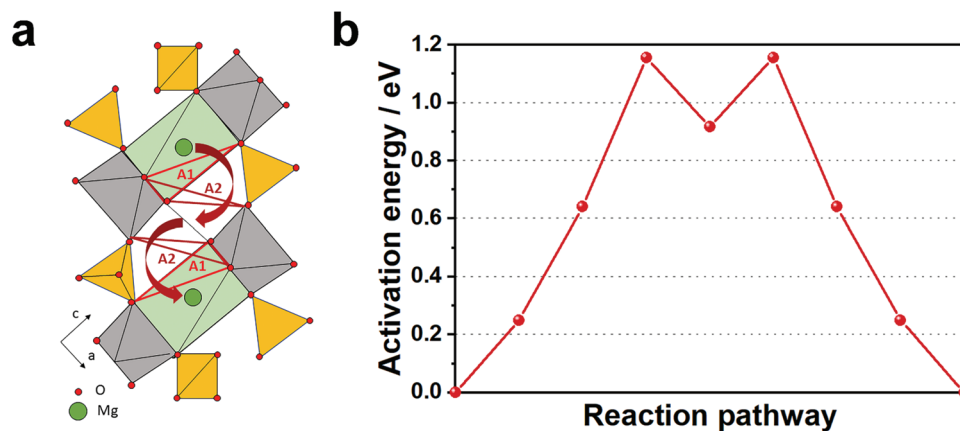 a
A1
A2
A2
A1
c
a
O
Mg
b
Activation energy / eV
1.2
1.0
0.8
0.6
0.4
0.2
0.0
Reaction pathway